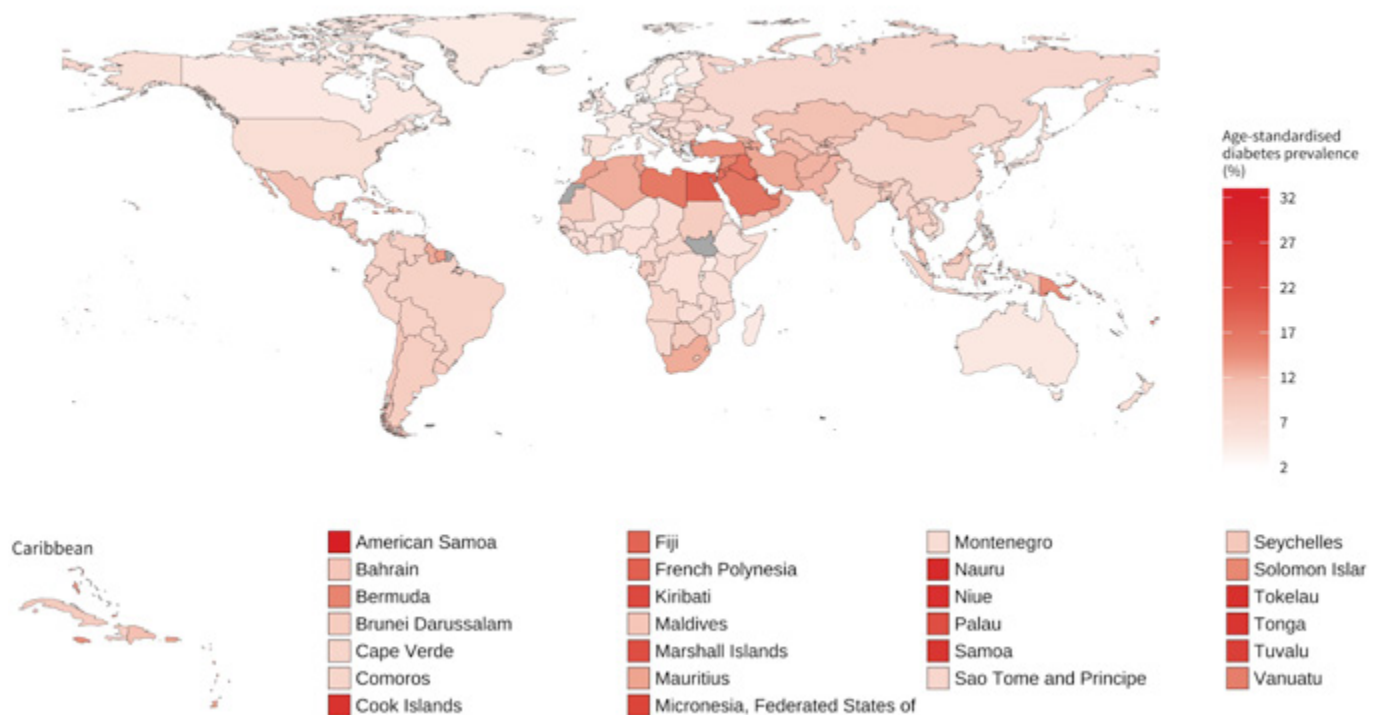 Age-standardised
diabetes prevalence
(%)
32
27
22
17
12
7
2
Caribbean
American Samoa
Bahrain
Bermuda
Brunei Darussalam
Cape Verde
Comoros
Cook Islands
Fiji
French Polynesia
Kiribati
Maldives
Marshall Islands
Mauritius
Micronesia, Federated States of
Montenegro
Nauru
Niue
Palau
Samoa
Sao Tome and Principe
Seychelles
Solomon Islar
Tokelau
Tonga
Tuvalu
Vanuatu